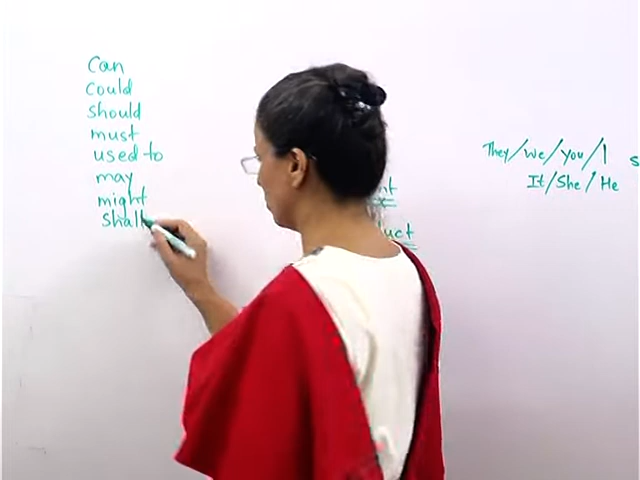 Can
Could
should
must
used to
may
might
shall
They/we/you/I
It/She/He